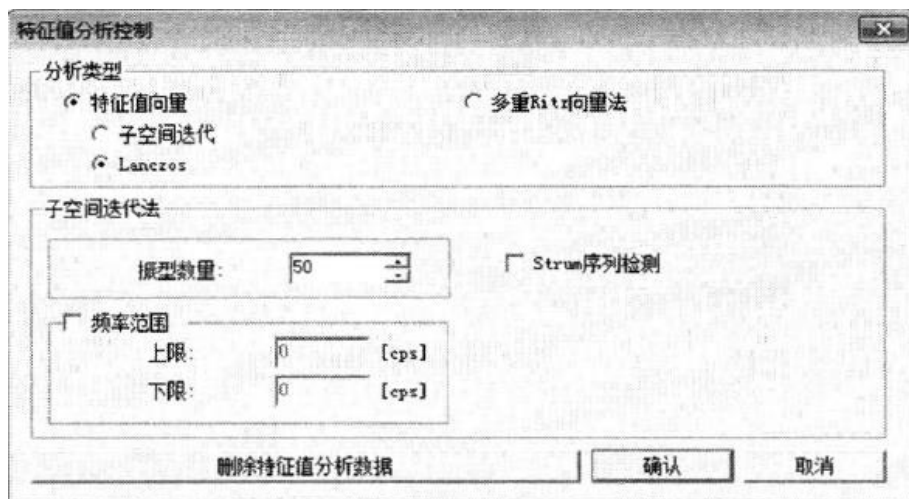 特征值分析控制
分析类型
特征值向量
多重Ritz向量法
子空间迭代
Lanczos
子空间迭代法
振型数量: 50
Strum序列检测
频率范围
上限: 0 [cps]
下限: 0 [cps]
删除特征值分析数据
确认
取消